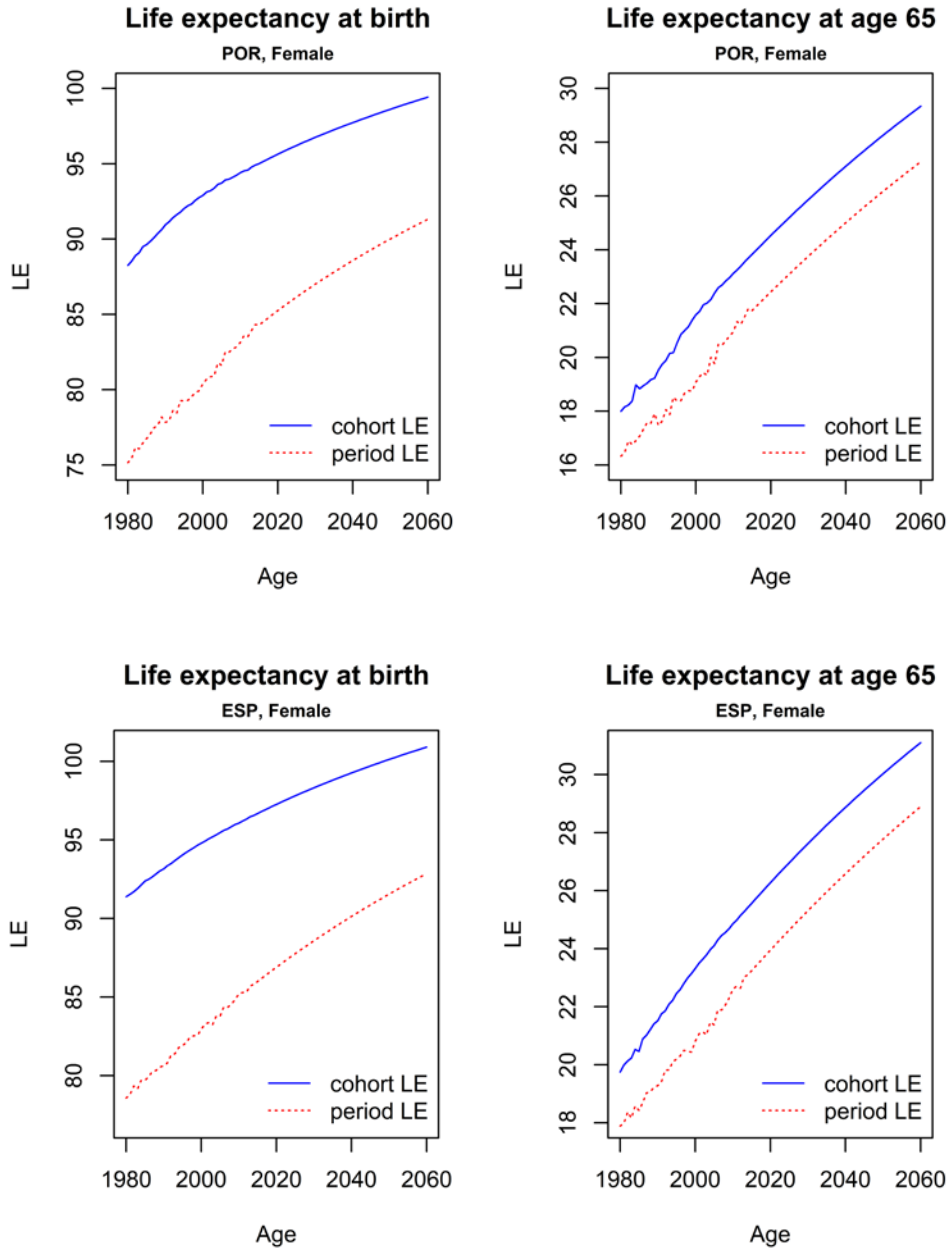 Life expectancy at birth
POR, Female
LE
100
95
90
85
80
75
cohort LE
period LE
1980 2000 2020 2040 2060
Age
Life expectancy at age 65
POR, Female
LE
30
28
26
24
22
20
18
16
cohort LE
period LE
1980 2000 2020 2040 2060
Age
Life expectancy at birth
ESP, Female
LE
100
95
90
85
80
cohort LE
period LE
1980 2000 2020 2040 2060
Age
Life expectancy at age 65
ESP, Female
LE
30
28
26
24
22
20
18
cohort LE
period LE
1980 2000 2020 2040 2060
Age